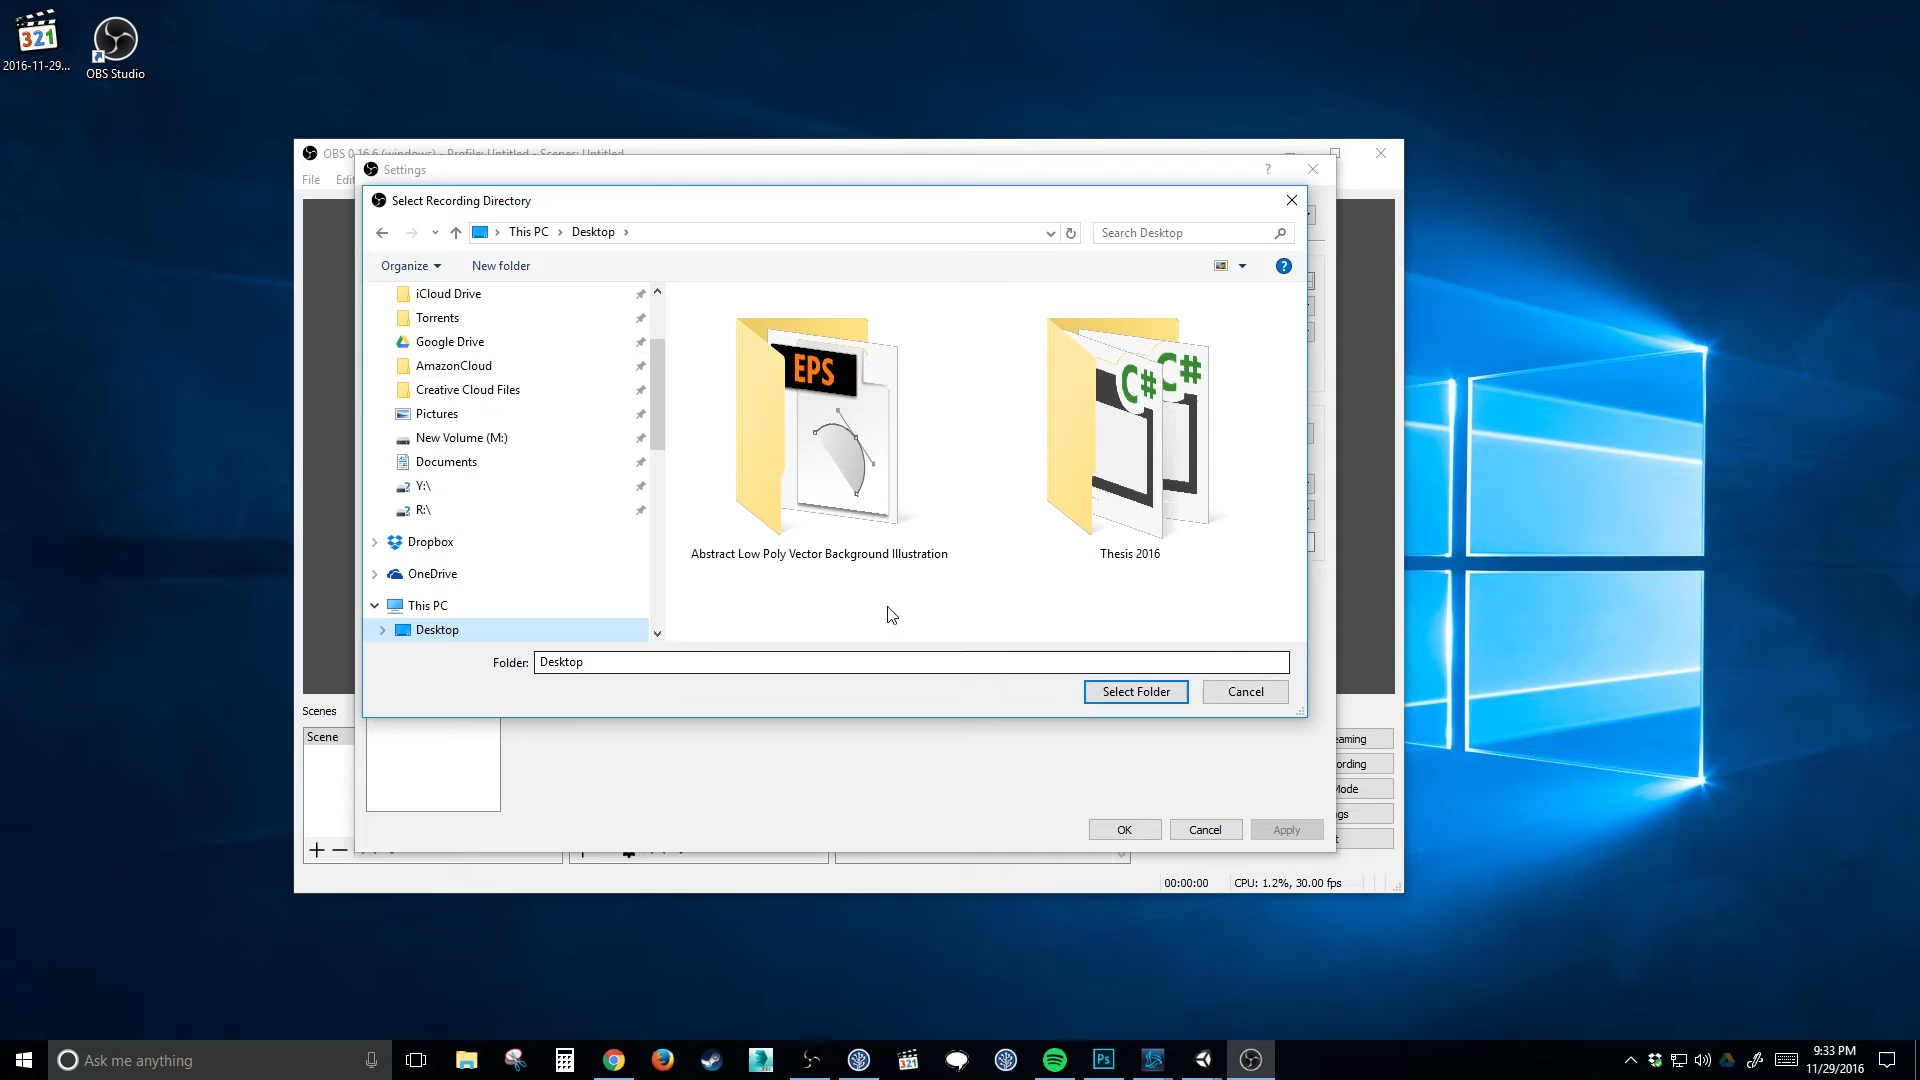 321
2016-11-29...
OBS Studio
OBS 0.16.6 (windows) - Profile: Untitled - Scenes: Untitled
File
Edit
Settings
?
Select Recording Directory
This PC
Desktop
Search Desktop
Organize
New folder
?
iCloud Drive
Torrents
Google Drive
AmazonCloud
Creative Cloud Files
Pictures
New Volume (M:)
Documents
Y:\
R:\
Dropbox
OneDrive
This PC
Desktop
EPS
C#
C#
Abstract Low Poly Vector Background Illustration
Thesis 2016
Folder:
Desktop
Select Folder
Cancel
Scenes
Scene
eaming
ording
Mode
gs
t
OK
Cancel
Apply
00:00:00
CPU: 1.2%, 30.00 fps
Ask me anything
321
Ps
9:33 PM
11/29/2016